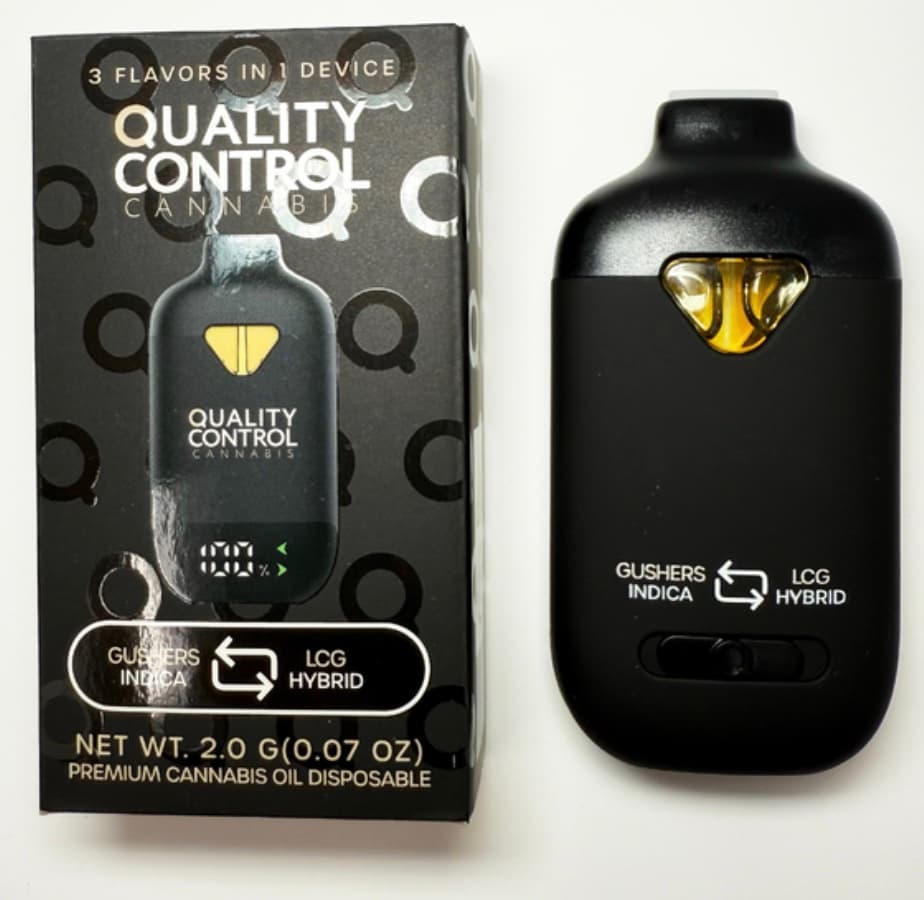 3 FLAVORS IN 1 DEVICE
QUALITY
CONTROL
CANNABIS
QUALITY
CONTROL
CANNABIS
100%
GUSHERS
INDICA
LCG
HYBRID
NET WT. 2.0 G(0.07 OZ)
PREMIUM CANNABIS OIL DISPOSABLE
GUSHERS
INDICA
LCG
HYBRID